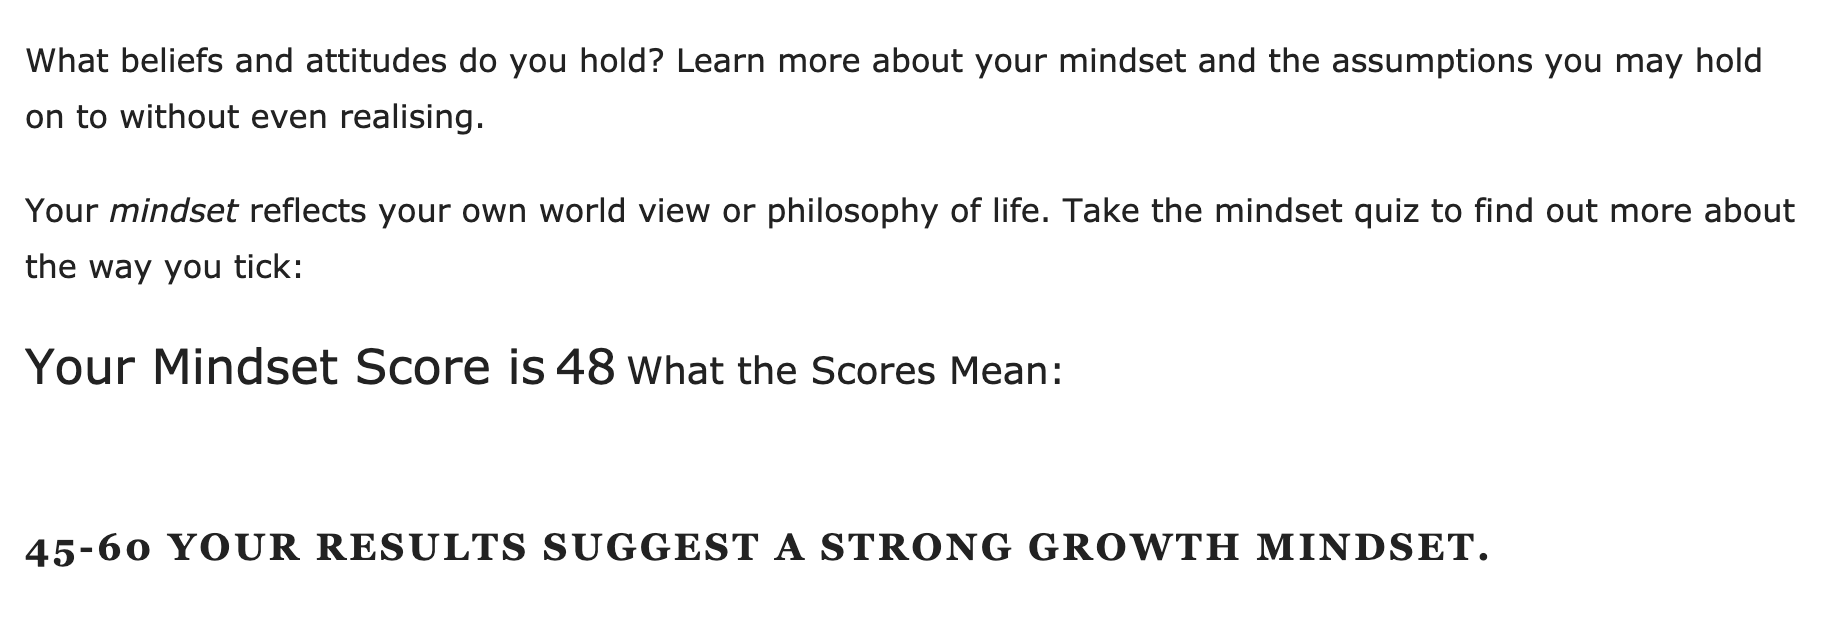 What beliefs and attitudes do you hold? Learn more about your mindset and the assumptions you may hold
on to without even realising.
Your mindset reflects your own world view or philosophy of life. Take the mindset quiz to find out more about
the way you tick:
Your Mindset Score is 48 What the Scores Mean:
45-60 YOUR RESULTS SUGGEST A STRONG GROWTH MINDSET.